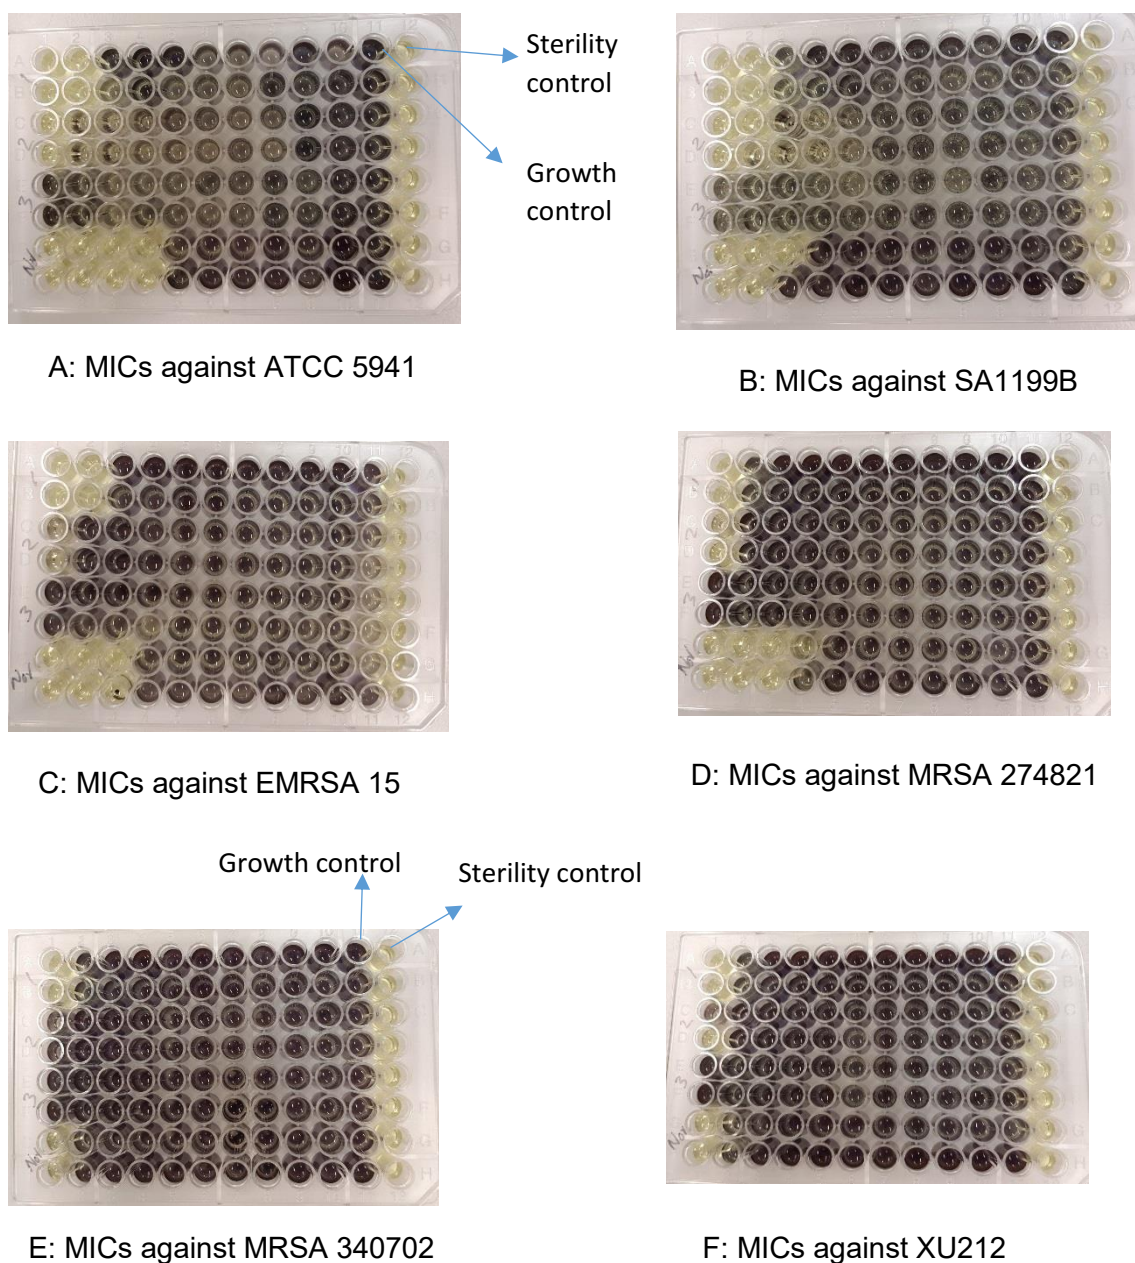 Sterility
control
Growth
control
A: MICs against ATCC 5941
B: MICs against SA1199B
C: MICs against EMRSA 15
D: MICs against MRSA 274821
Growth control
Sterility control
E: MICs against MRSA 340702
F: MICs against XU212